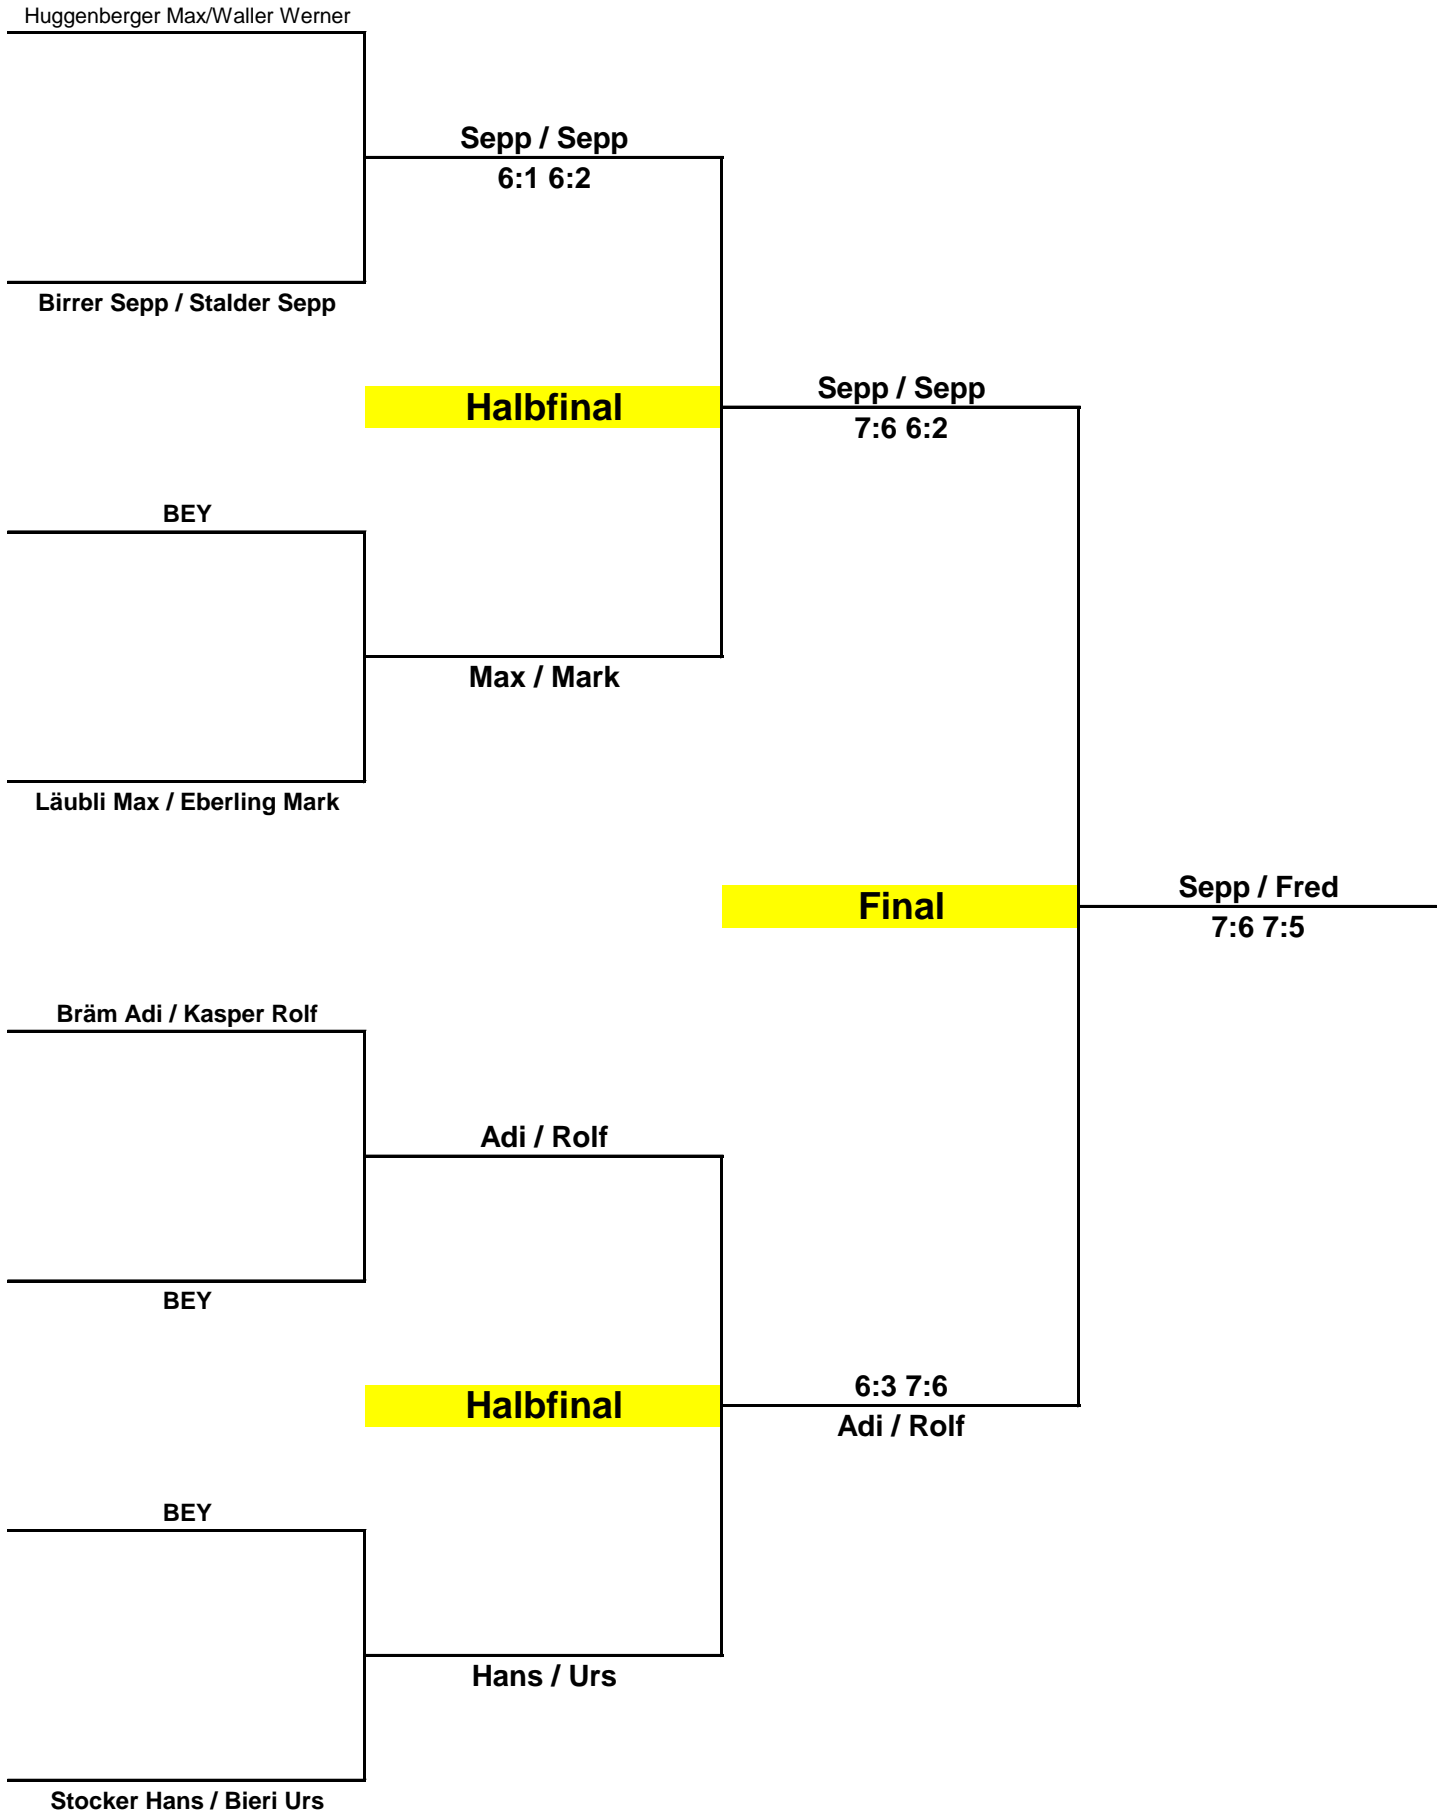 Huggenberger Max/Waller Werner
Sepp / Sepp
6:1 6:2
Birrer Sepp / Stalder Sepp
Halbfinal
Sepp / Sepp
7:6 6:2
BEY
Max / Mark
Läubli Max / Eberling Mark
Final
Sepp / Fred
7:6 7:5
Bräm Adi / Kasper Rolf
Adi / Rolf
BEY
Halbfinal
6:3 7:6
Adi / Rolf
BEY
Hans / Urs
Stocker Hans / Bieri Urs